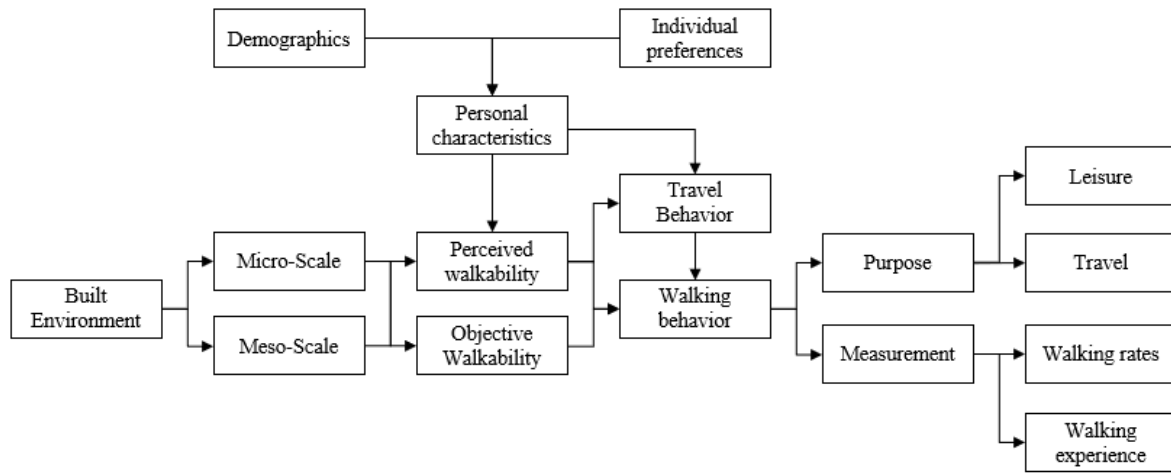 Demographics
Individual
preferences
Personal
characteristics
Travel
Behavior
Leisure
Micro-Scale
Perceived
walkability
Purpose
Travel
Built
Environment
Walking
behavior
Meso-Scale
Objective
Walkability
Measurement
Walking rates
Walking
experience